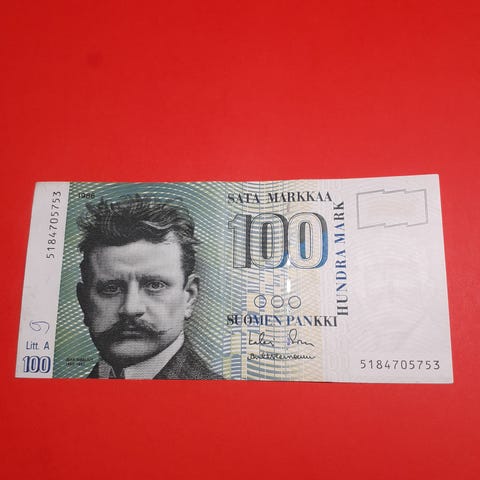 1986
SATA MARKKAA
100
HUNDRA MARK
SUOMEN PANKKI
5184705753
Litt. A
100
5184705753